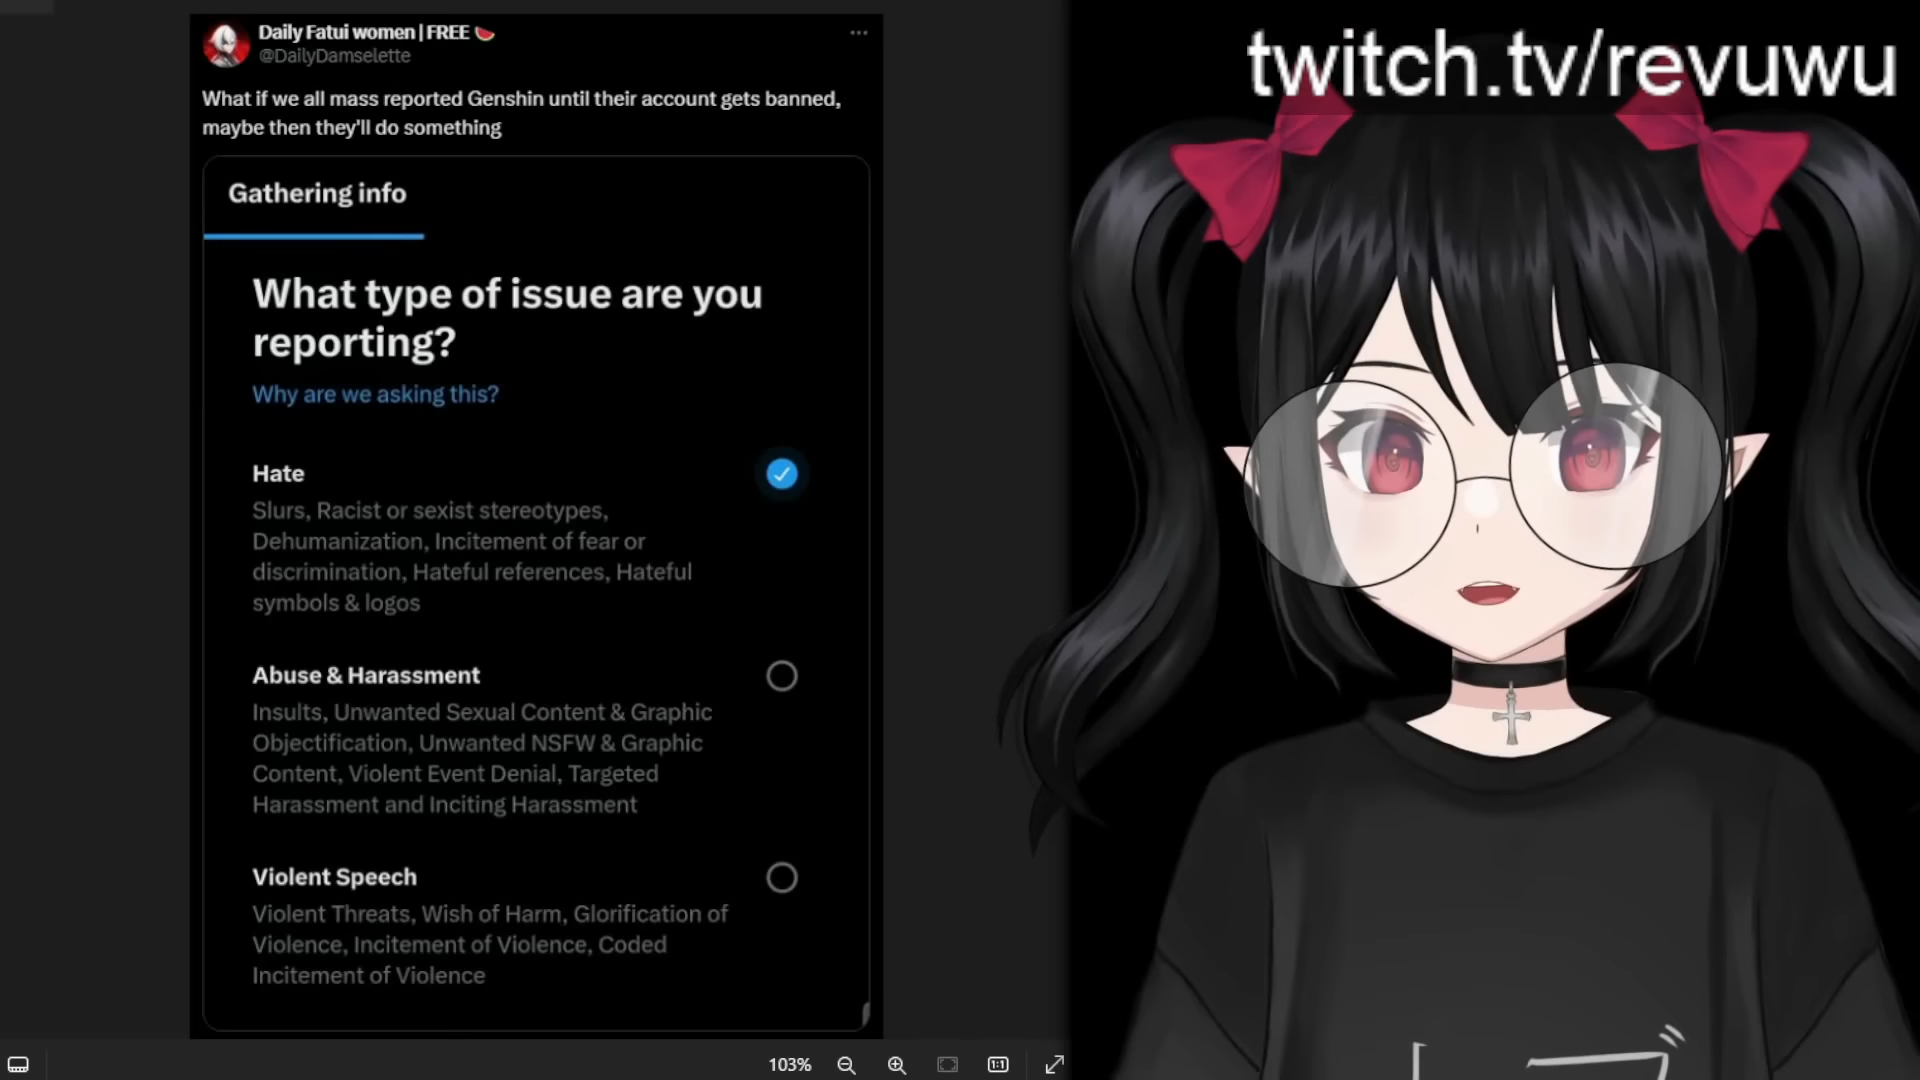 Daily Fatui women | FREE 🍉
@DailyDamselette
What if we all mass reported Genshin until their account gets banned,
maybe then they'll do something
Gathering info
What type of issue are you
reporting?
Why are we asking this?
Hate
Slurs, Racist or sexist stereotypes,
Dehumanization, Incitement of fear or
discrimination, Hateful references, Hateful
symbols & logos
Abuse & Harassment
Insults, Unwanted Sexual Content & Graphic
Objectification, Unwanted NSFW & Graphic
Content, Violent Event Denial, Targeted
Harassment and Inciting Harassment
Violent Speech
Violent Threats, Wish of Harm, Glorification of
Violence, Incitement of Violence, Coded
Incitement of Violence
103%
1:1
twitch.tv/revuwu